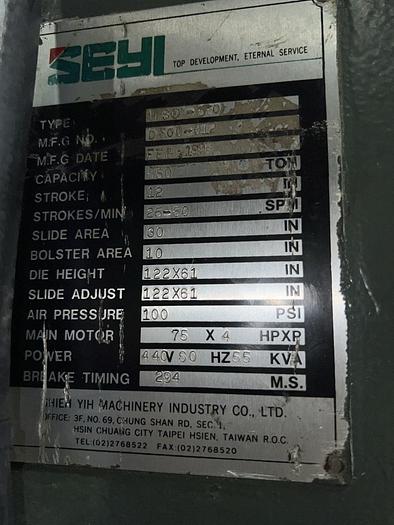 SEYI TOP DEVELOPMENT, ETERNAL SERVICE
TYPE
M.F.G NO.
M.F.G DATE
CAPACITY TON
STROKE 12 IN
STROKES/MIN SPM
SLIDE AREA 30 IN
BOLSTER AREA 10 IN
DIE HEIGHT 122X61 IN
SLIDE ADJUST 122X61 IN
AIR PRESSURE 100 PSI
MAIN MOTOR 75 X 4 HPXP
POWER 440V 60 HZ 55 KVA
BREAKE TIMING 294 M.S.
SHIEH YIH MACHINERY INDUSTRY CO., LTD.
OFFICE: 3F, NO. 69, CHUNG SHAN RD, SEC. 1,
HSIN CHUANG CITY TAIPEI HSIEN, TAIWAN R.O.C.
TEL:(02)2768522 FAX:(02)2768520